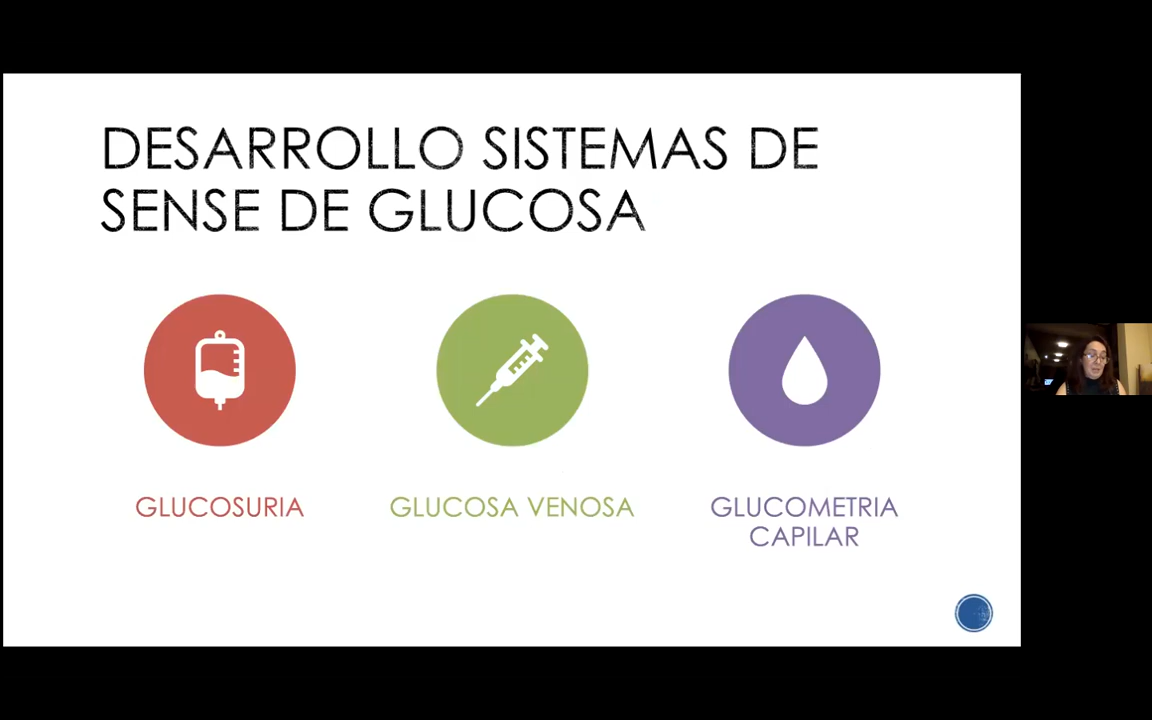 DESARROLLO SISTEMAS DE
SENSE DE GLUCOSA
GLUCOSURIA
GLUCOSA VENOSA
GLUCOMETRIA
CAPILAR